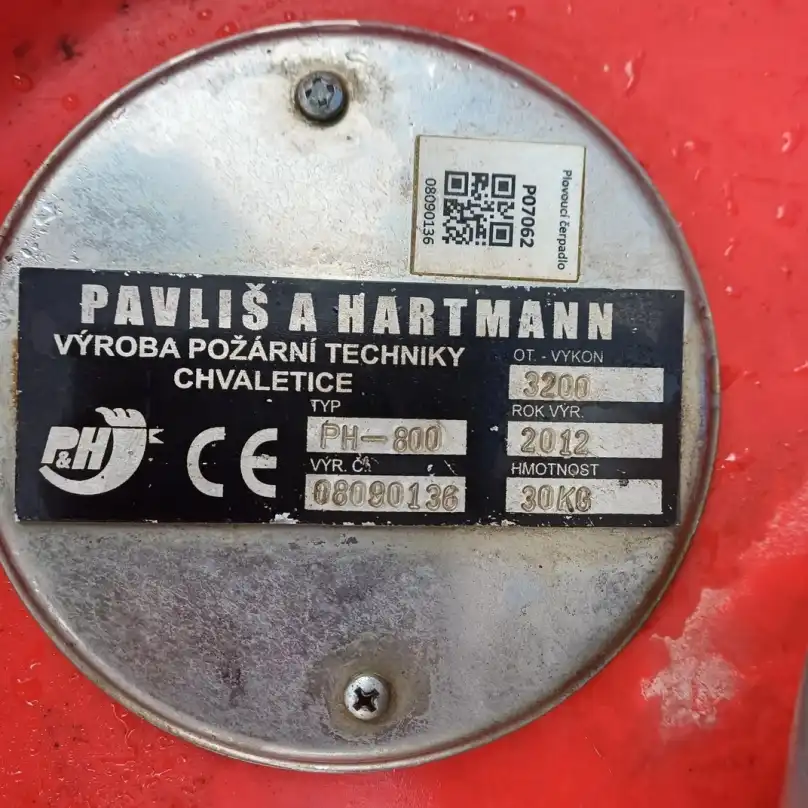 Plovoucí čerpadlo
P07062
08090136
PAVLIŠ A HARTMANN
VÝROBA POŽÁRNÍ TECHNIKY
CHVALETICE
P&H
CE
TYP
PH-800
VÝR. Č.
08090136
OT. - VÝKON
3200
ROK VÝR.
2012
HMOTNOST
30KG